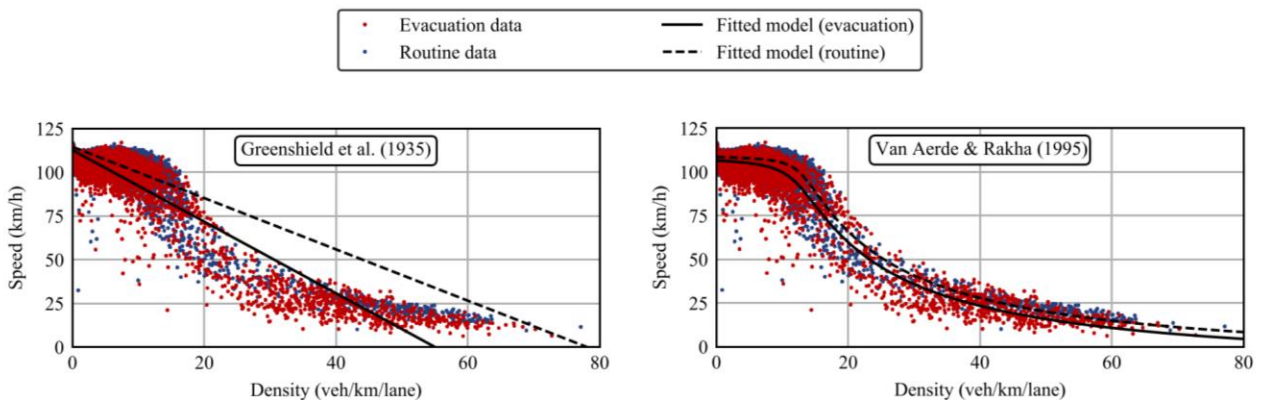 Evacuation data
Fitted model (evacuation)
Routine data
Fitted model (routine)
125
100
75
50
25
0
Speed (km/h)
Greenshield et al. (1935)
0
20
40
60
80
Density (veh/km/lane)
125
100
75
50
25
0
Speed (km/h)
Van Aerde & Rakha (1995)
0
20
40
60
80
Density (veh/km/lane)